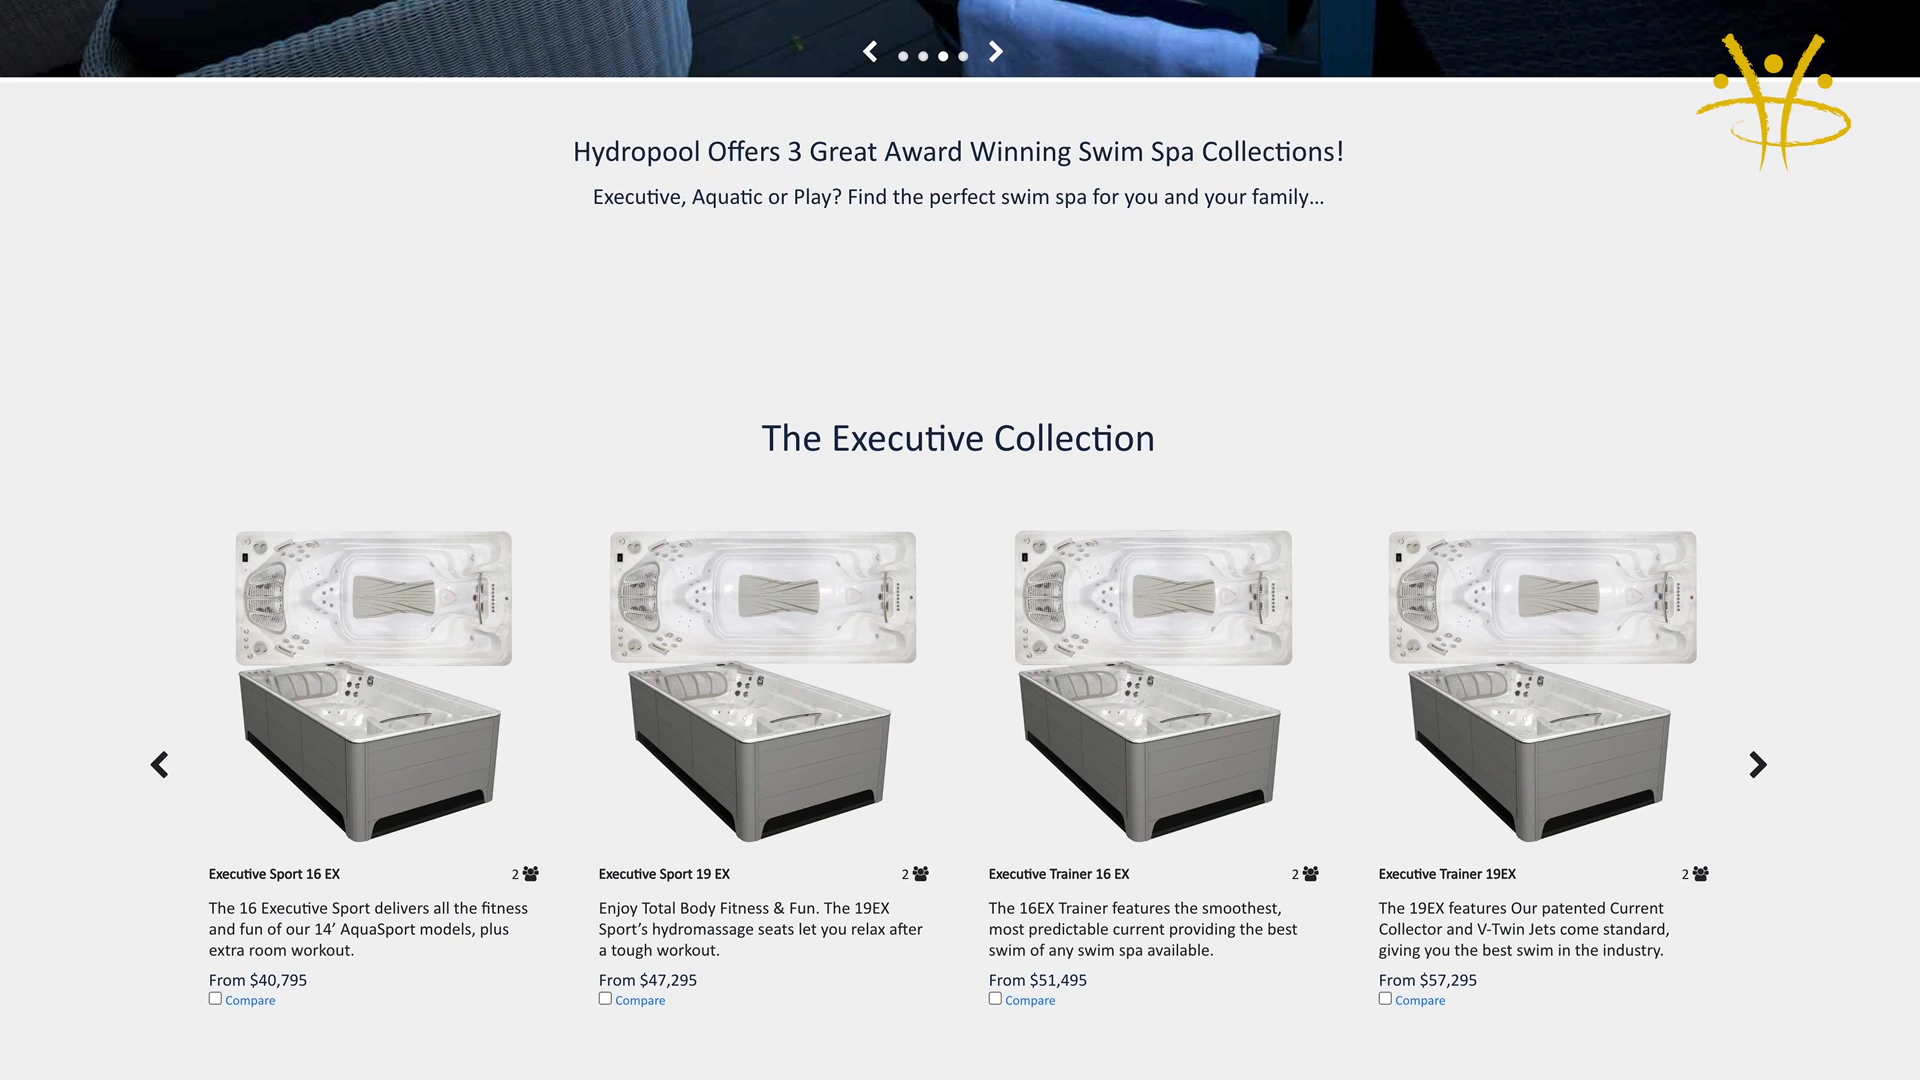 Hydropool Offers 3 Great Award Winning Swim Spa Collections!
Executive, Aquatic or Play? Find the perfect swim spa for you and your family...
The Executive Collection
Executive Sport 16 EX
2
The 16 Executive Sport delivers all the fitness
and fun of our 14’ AquaSport models, plus
extra room workout.
From $40,795
Compare
Executive Sport 19 EX
2
Enjoy Total Body Fitness & Fun. The 19EX
Sport’s hydromassage seats let you relax after
a tough workout.
From $47,295
Compare
Executive Trainer 16 EX
2
The 16EX Trainer features the smoothest,
most predictable current providing the best
swim of any swim spa available.
From $51,495
Compare
Executive Trainer 19EX
2
The 19EX features Our patented Current
Collector and V-Twin Jets come standard,
giving you the best swim in the industry.
From $57,295
Compare